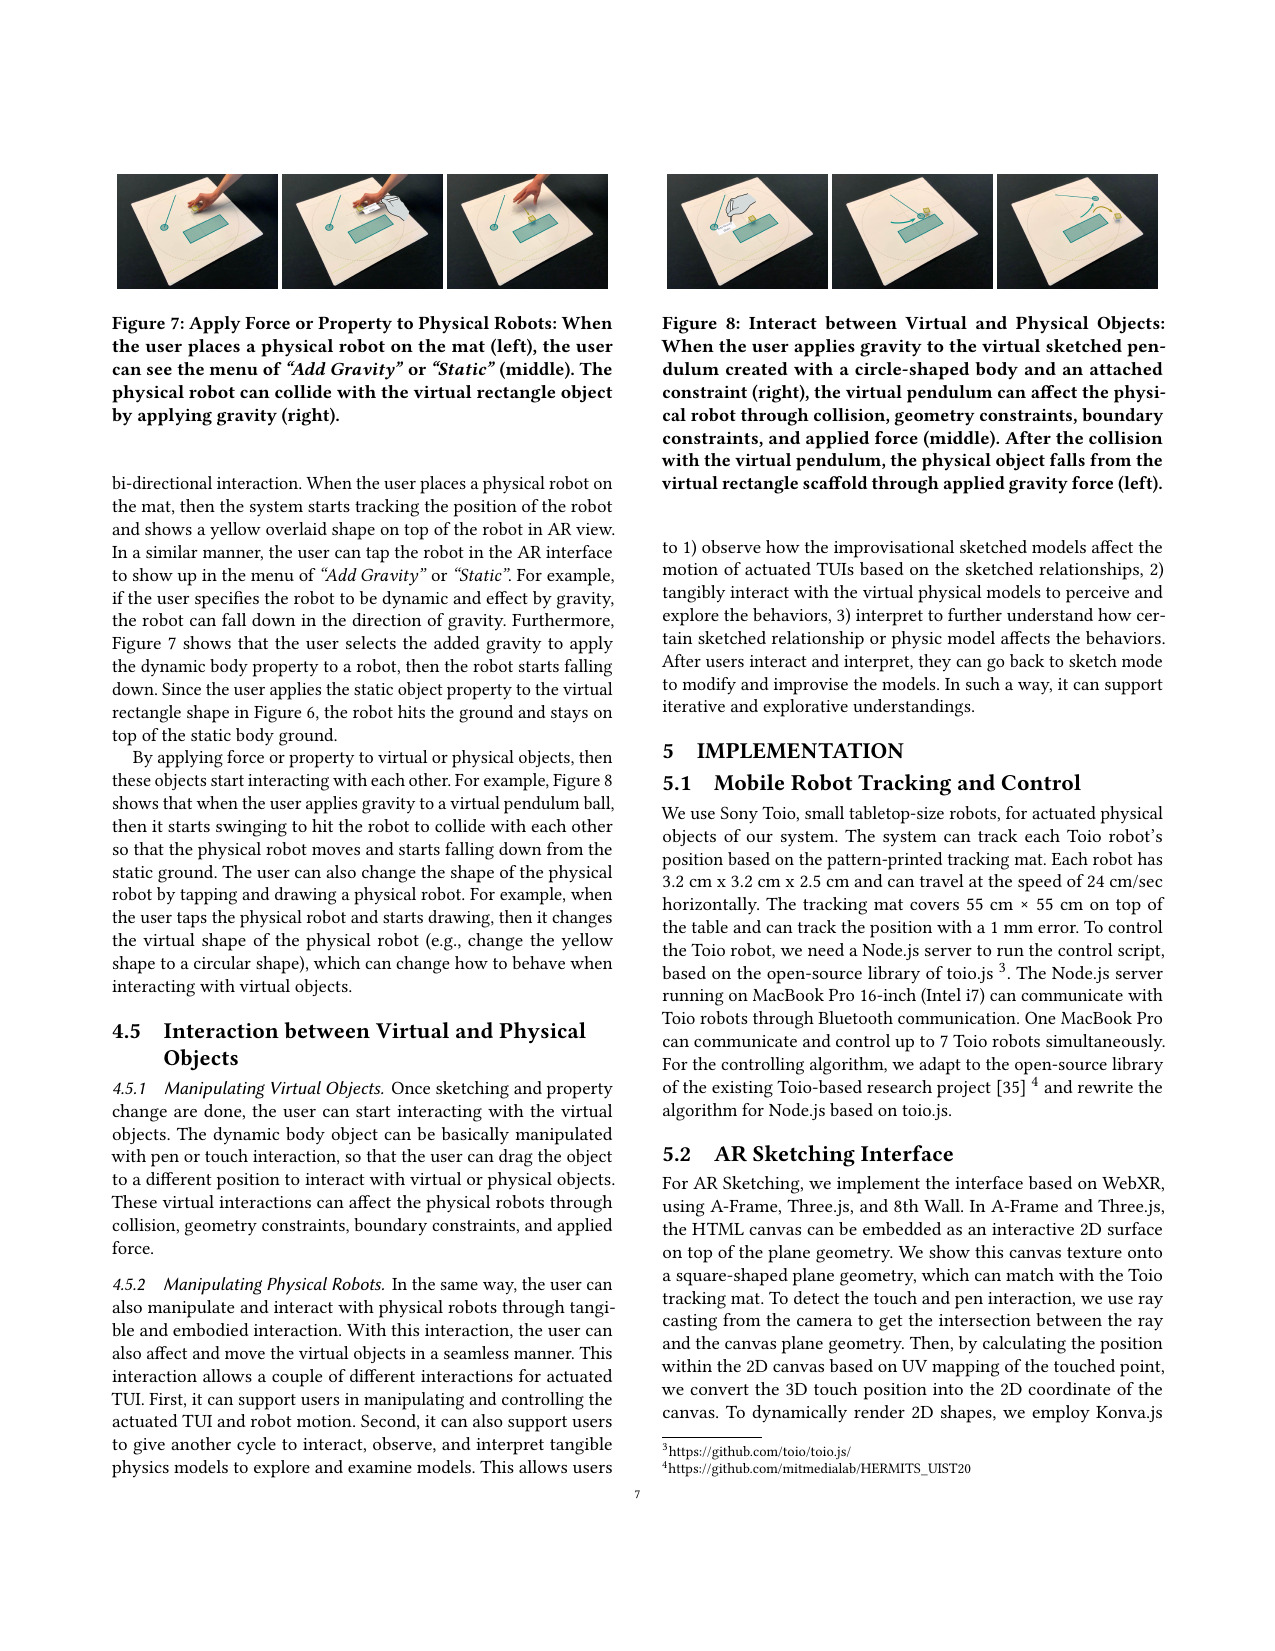 Figure 7: Apply Force or Property to Physical Robots: When
the user places a physical robot on the mat (left), the user
can see the menu of “Add Gravity” or “Static” (middle). The
physical robot can collide with the virtual rectangle object
by applying gravity (right).
bi-directional interaction. When the user places a physical robot on
the mat, then the system starts tracking the position of the robot
and shows a yellow overlaid shape on top of the robot in AR view.
In a similar manner, the user can tap the robot in the AR interface
to show up in the menu of “Add Gravity” or “Static”. For example,
if the user specifies the robot to be dynamic and effect by gravity,
the robot can fall down in the direction of gravity. Furthermore,
Figure 7 shows that the user selects the added gravity to apply
the dynamic body property to a robot, then the robot starts falling
down. Since the user applies the static object property to the virtual
rectangle shape in Figure 6, the robot hits the ground and stays on
top of the static body ground.
By applying force or property to virtual or physical objects, then
these objects start interacting with each other. For example, Figure 8
shows that when the user applies gravity to a virtual pendulum ball,
then it starts swinging to hit the robot to collide with each other
so that the physical robot moves and starts falling down from the
static ground. The user can also change the shape of the physical
robot by tapping and drawing a physical robot. For example, when
the user taps the physical robot and starts drawing, then it changes
the virtual shape of the physical robot (e.g., change the yellow
shape to a circular shape), which can change how to behave when
interacting with virtual objects.
4.5 Interaction between Virtual and Physical
Objects
4.5.1 Manipulating Virtual Objects. Once sketching and property
change are done, the user can start interacting with the virtual
objects. The dynamic body object can be basically manipulated
with pen or touch interaction, so that the user can drag the object
to a different position to interact with virtual or physical objects.
These virtual interactions can affect the physical robots through
collision, geometry constraints, boundary constraints, and applied
force.
4.5.2 Manipulating Physical Robots. In the same way, the user can
also manipulate and interact with physical robots through tangi-
ble and embodied interaction. With this interaction, the user can
also affect and move the virtual objects in a seamless manner. This
interaction allows a couple of different interactions for actuated
TUI. First, it can support users in manipulating and controlling the
actuated TUI and robot motion. Second, it can also support users
to give another cycle to interact, observe, and interpret tangible
physics models to explore and examine models. This allows users
Figure 8: Interact between Virtual and Physical Objects:
When the user applies gravity to the virtual sketched pen-
dulum created with a circle-shaped body and an attached
constraint (right), the virtual pendulum can affect the physi-
cal robot through collision, geometry constraints, boundary
constraints, and applied force (middle). After the collision
with the virtual pendulum, the physical object falls from the
virtual rectangle scaffold through applied gravity force (left).
to 1) observe how the improvisational sketched models affect the
motion of actuated TUIs based on the sketched relationships, 2)
tangibly interact with the virtual physical models to perceive and
explore the behaviors, 3) interpret to further understand how cer-
tain sketched relationship or physic model affects the behaviors.
After users interact and interpret, they can go back to sketch mode
to modify and improvise the models. In such a way, it can support
iterative and explorative understandings.
5 IMPLEMENTATION
5.1 Mobile Robot Tracking and Control
We use Sony Toio, small tabletop-size robots, for actuated physical
objects of our system. The system can track each Toio robot’s
position based on the pattern-printed tracking mat. Each robot has
3.2 cm x 3.2 cm x 2.5 cm and can travel at the speed of 24 cm/sec
horizontally. The tracking mat covers 55 cm × 55 cm on top of
the table and can track the position with a 1 mm error. To control
the Toio robot, we need a Node.js server to run the control script,
based on the open-source library of toio.js 3. The Node.js server
running on MacBook Pro 16-inch (Intel i7) can communicate with
Toio robots through Bluetooth communication. One MacBook Pro
can communicate and control up to 7 Toio robots simultaneously.
For the controlling algorithm, we adapt to the open-source library
of the existing Toio-based research project [35] 4 and rewrite the
algorithm for Node.js based on toio.js.
5.2 AR Sketching Interface
For AR Sketching, we implement the interface based on WebXR,
using A-Frame, Three.js, and 8th Wall. In A-Frame and Three.js,
the HTML canvas can be embedded as an interactive 2D surface
on top of the plane geometry. We show this canvas texture onto
a square-shaped plane geometry, which can match with the Toio
tracking mat. To detect the touch and pen interaction, we use ray
casting from the camera to get the intersection between the ray
and the canvas plane geometry. Then, by calculating the position
within the 2D canvas based on UV mapping of the touched point,
we convert the 3D touch position into the 2D coordinate of the
canvas. To dynamically render 2D shapes, we employ Konva.js
3https://github.com/toio/toio.js/
4https://github.com/mitmedialab/HERMITS_UIST20
7